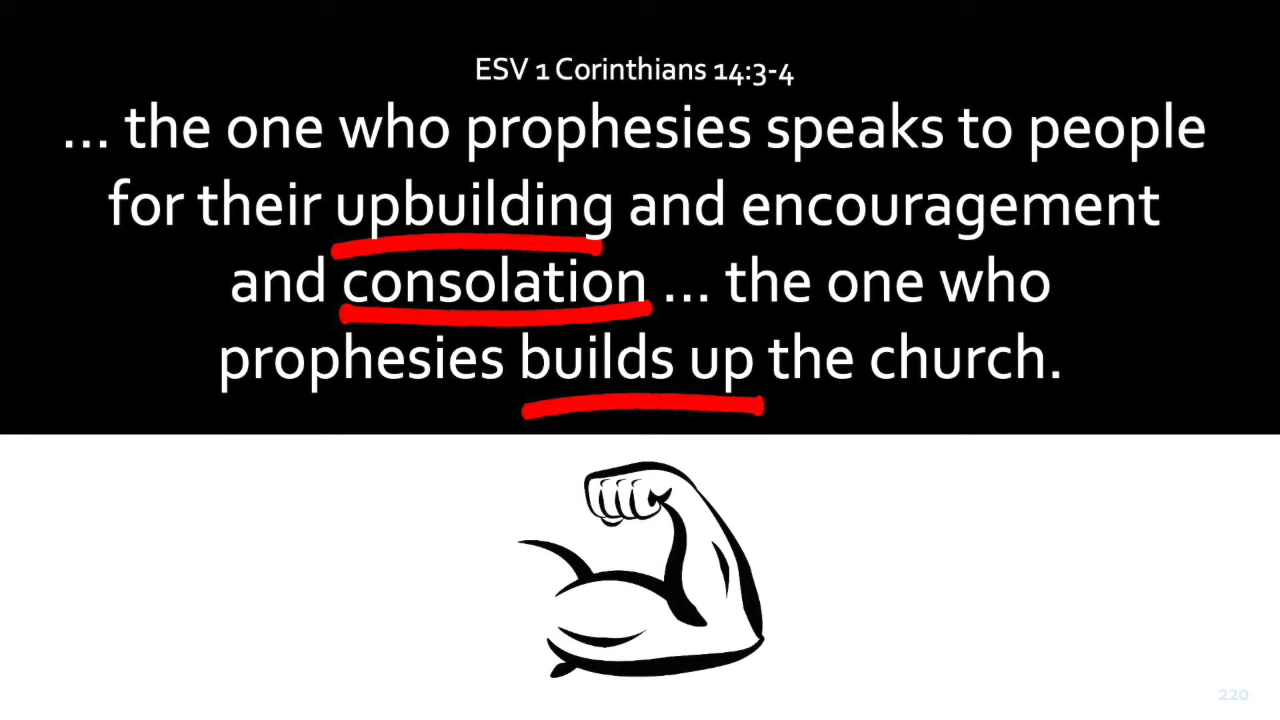 ESV 1 Corinthians 14:3-4
... the one who prophesies speaks to people
for their upbuilding and encouragement
and consolation ... the one who
prophesies builds up the church.
220